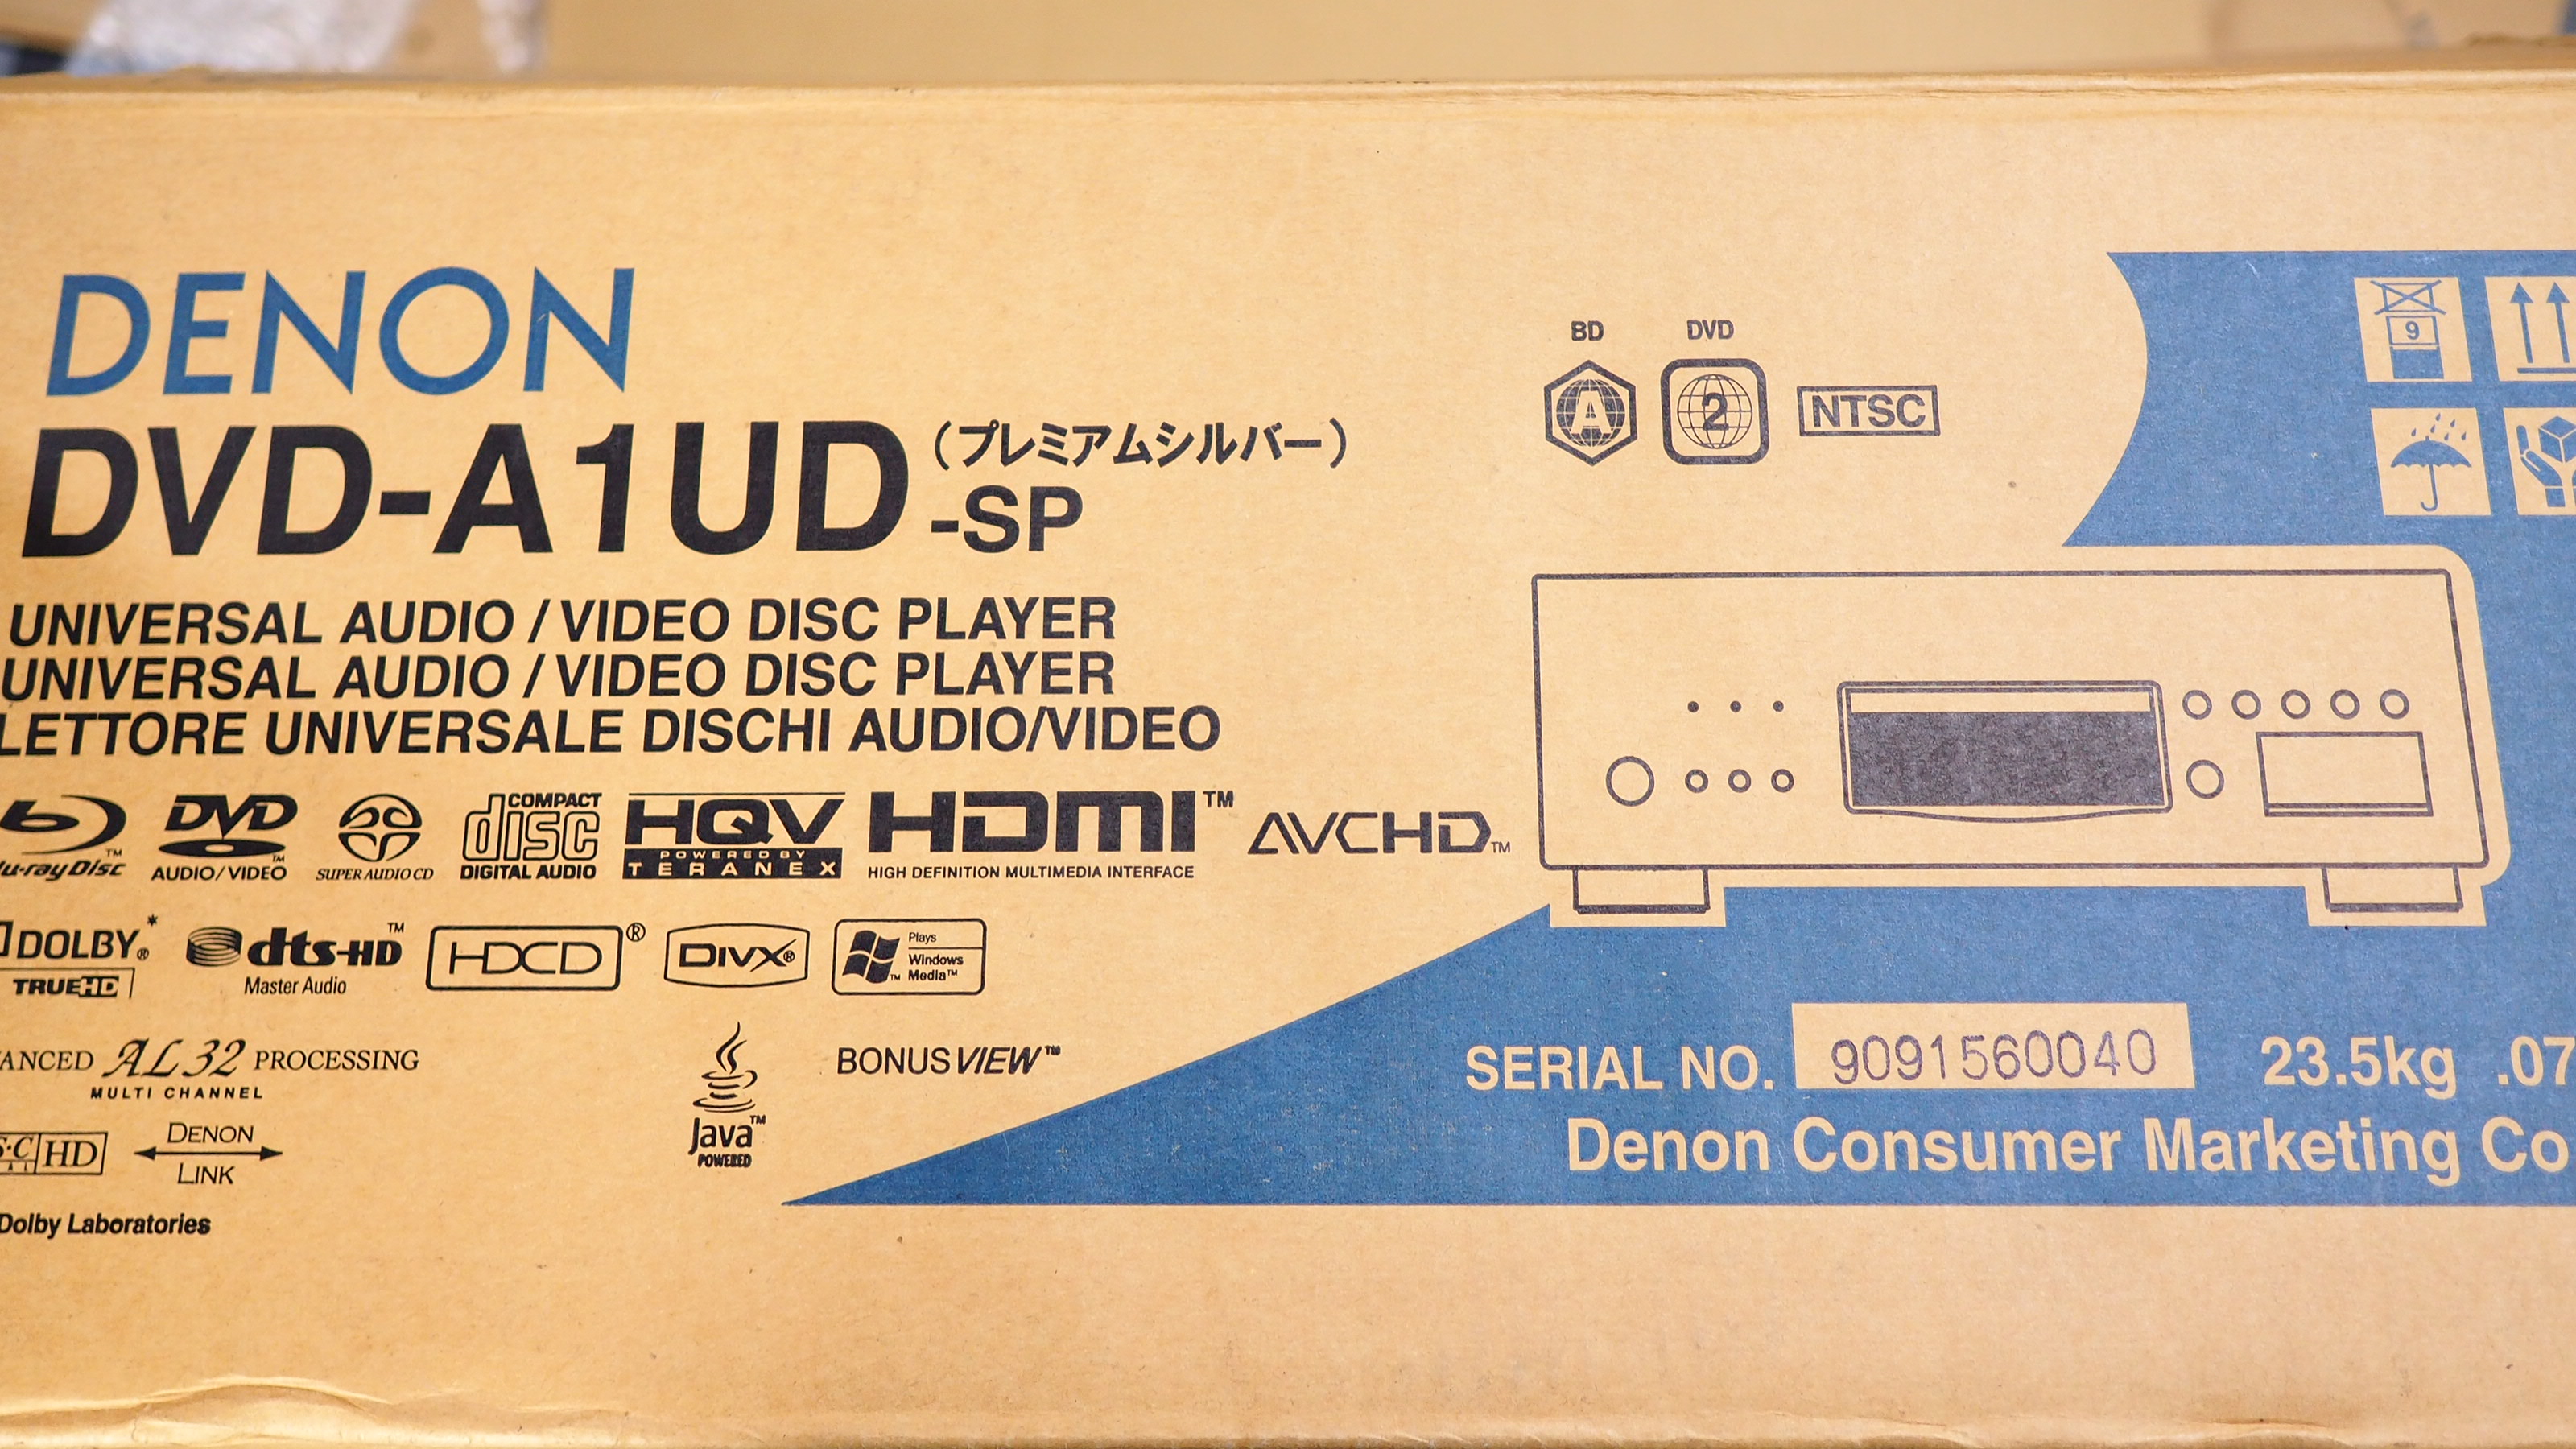 DENON
DVD-A1UD (プレミアムシルバー)
-SP
UNIVERSAL AUDIO / VIDEO DISC PLAYER
UNIVERSAL AUDIO / VIDEO DISC PLAYER
LETTORE UNIVERSALE DISCHI AUDIO/VIDEO
BD DVD
A 2 NTSC
9
DVD AUDIO/VIDEO™
SUPER AUDIO CD
COMPACT disc DIGITAL AUDIO
HQV POWERED BY TERANEX
HDMI™ HIGH DEFINITION MULTIMEDIA INTERFACE
AVCHD™
DOLBY®* TRUEHD
dts-HD™ Master Audio
HDCD®
DIVX®
Plays Windows Media™
AL32 PROCESSING
MULTI CHANNEL
Java™ POWERED
BONUSVIEW™
HD
DENON LINK
Dolby Laboratories
SERIAL NO. 9091560040 23.5kg .07
Denon Consumer Marketing Co